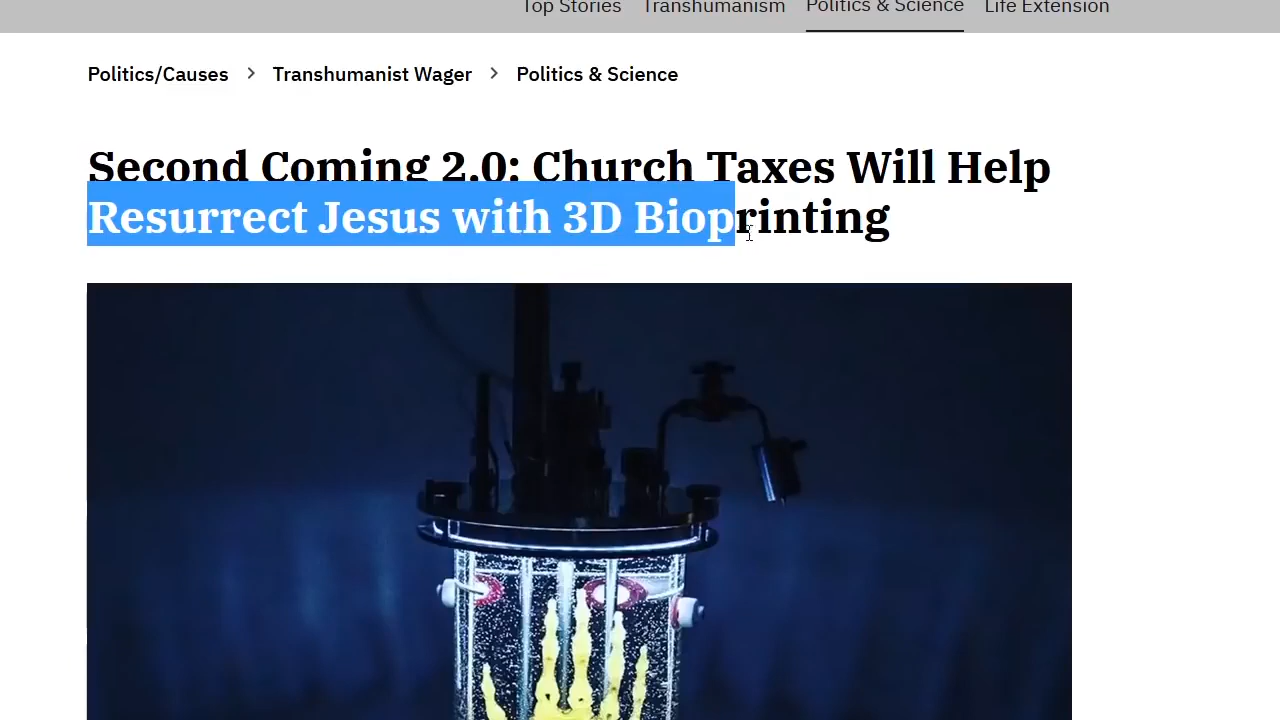 Top Stories Transhumanism Politics & Science Life Extension
Politics/Causes > Transhumanist Wager > Politics & Science
Second Coming 2.0: Church Taxes Will Help
Resurrect Jesus with 3D Bioprinting